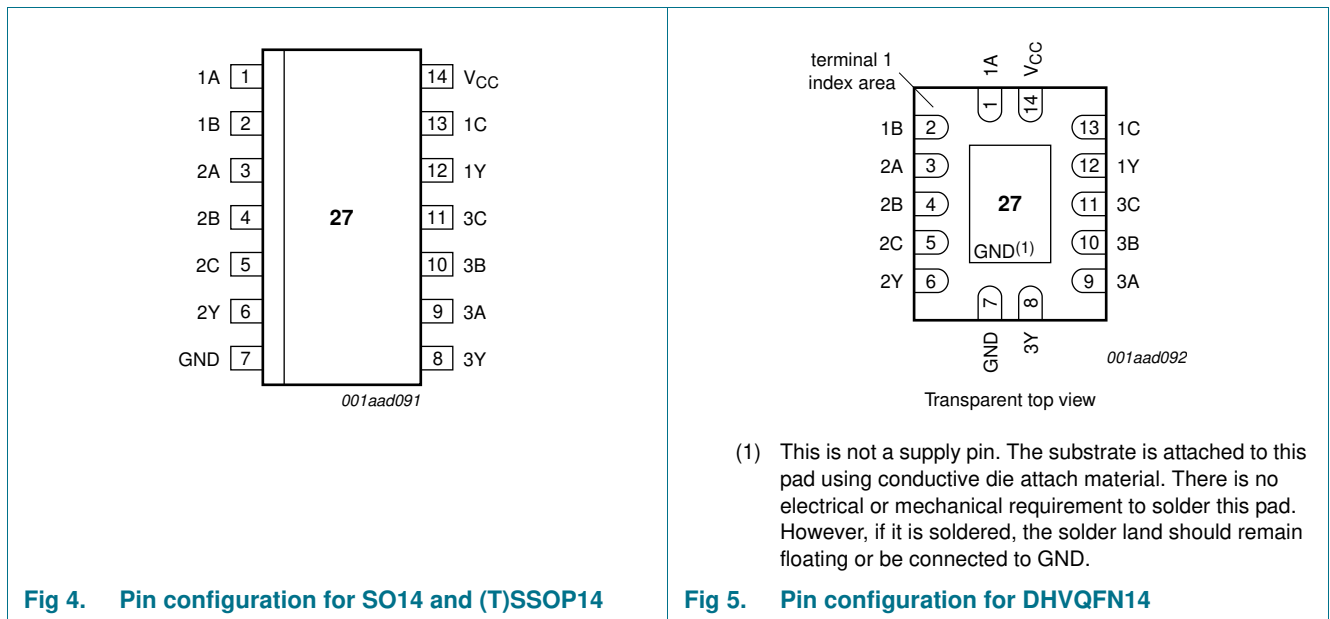 1A 1 14 VCC
1B 2 13 1C
2A 3 12 1Y
2B 4 27 11 3C
2C 5 10 3B
2Y 6 9 3A
GND 7 8 3Y
001aad091
Fig 4. Pin configuration for SO14 and (T)SSOP14
terminal 1
index area
1A VCC
1 14
1B 2 13 1C
2A 3 12 1Y
2B 4 27 11 3C
2C 5 GND(1) 10 3B
2Y 6 9 3A
7 8
GND 3Y
001aad092
Transparent top view
(1) This is not a supply pin. The substrate is attached to this
pad using conductive die attach material. There is no
electrical or mechanical requirement to solder this pad.
However, if it is soldered, the solder land should remain
floating or be connected to GND.
Fig 5. Pin configuration for DHVQFN14